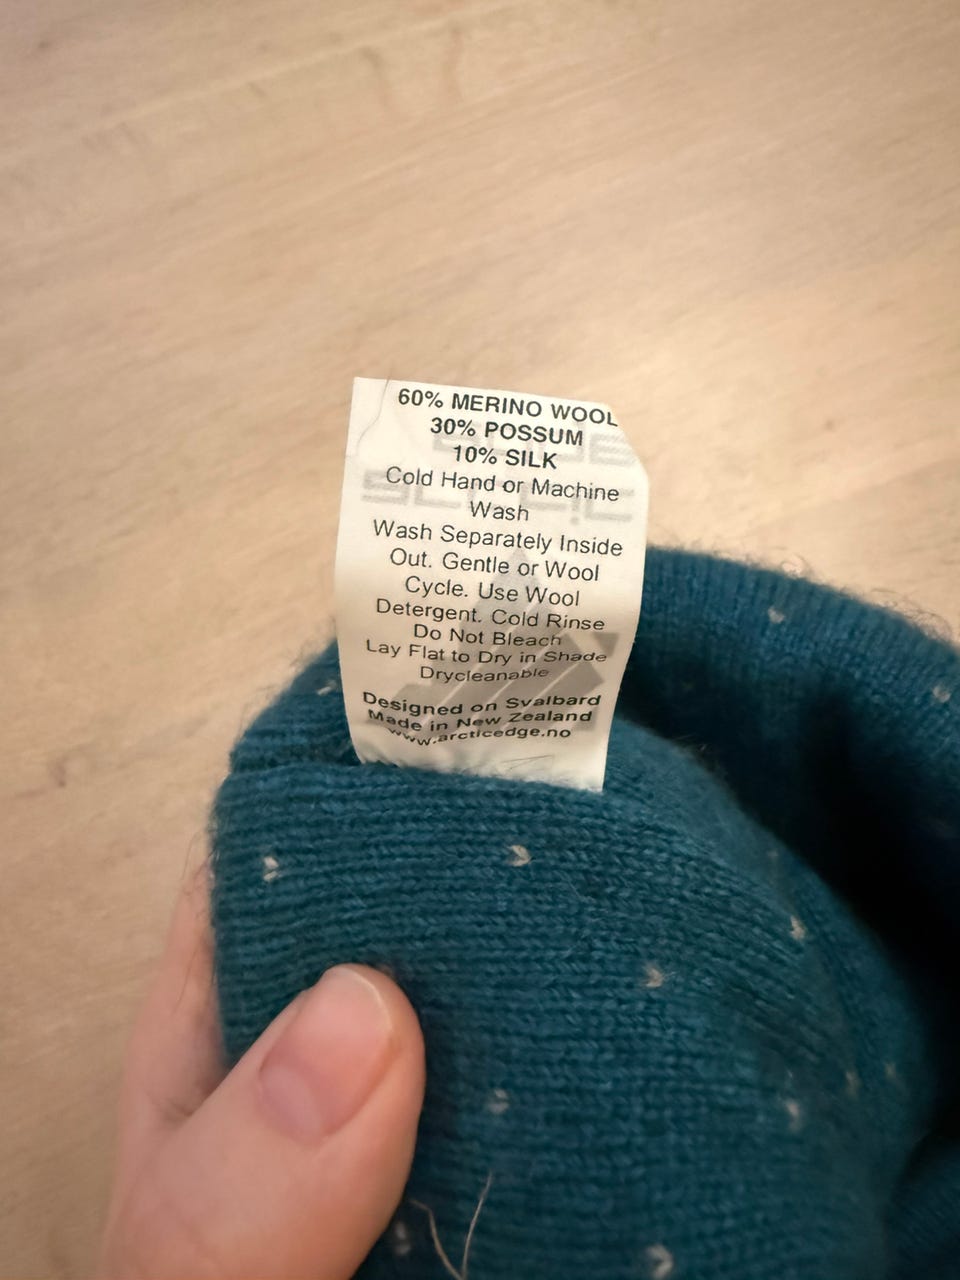 60% MERINO WOOL
30% POSSUM
10% SILK
Cold Hand or Machine
Wash
Wash Separately Inside
Out. Gentle or Wool
Cycle. Use Wool
Detergent. Cold Rinse
Do Not Bleach
Lay Flat to Dry in Shade
Drycleanable
Designed on Svalbard
Made in New Zealand
www.arcticedge.no